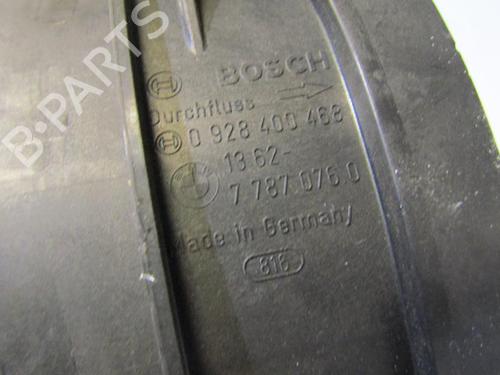 BOSCH
Durchfluss
0 928 400 468
13.62-
7 787 076.0
Made in Germany
816
B-PARTS